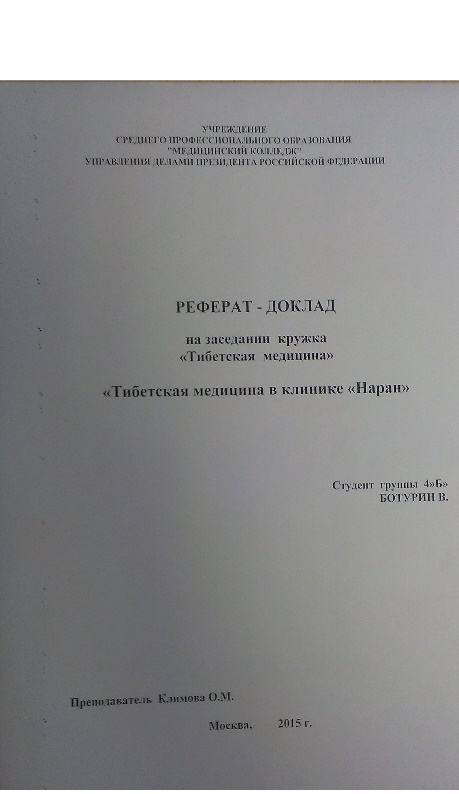 УЧРЕЖДЕНИЕ
СРЕДНЕГО ПРОФЕССИОНАЛЬНОГО ОБРАЗОВАНИЯ
"МЕДИЦИНСКИЙ КОЛЛЕДЖ"
УПРАВЛЕНИЯ ДЕЛАМИ ПРЕЗИДЕНТА РОССИЙСКОЙ ФЕДЕРАЦИИ
РЕФЕРАТ - ДОКЛАД
на заседании кружка
«Тибетская медицина»
«Тибетская медицина в клинике «Наран»
Студент группы 4»Б»
БОТУРИН В.
Преподаватель Климова О.М.
Москва, 2015 г.